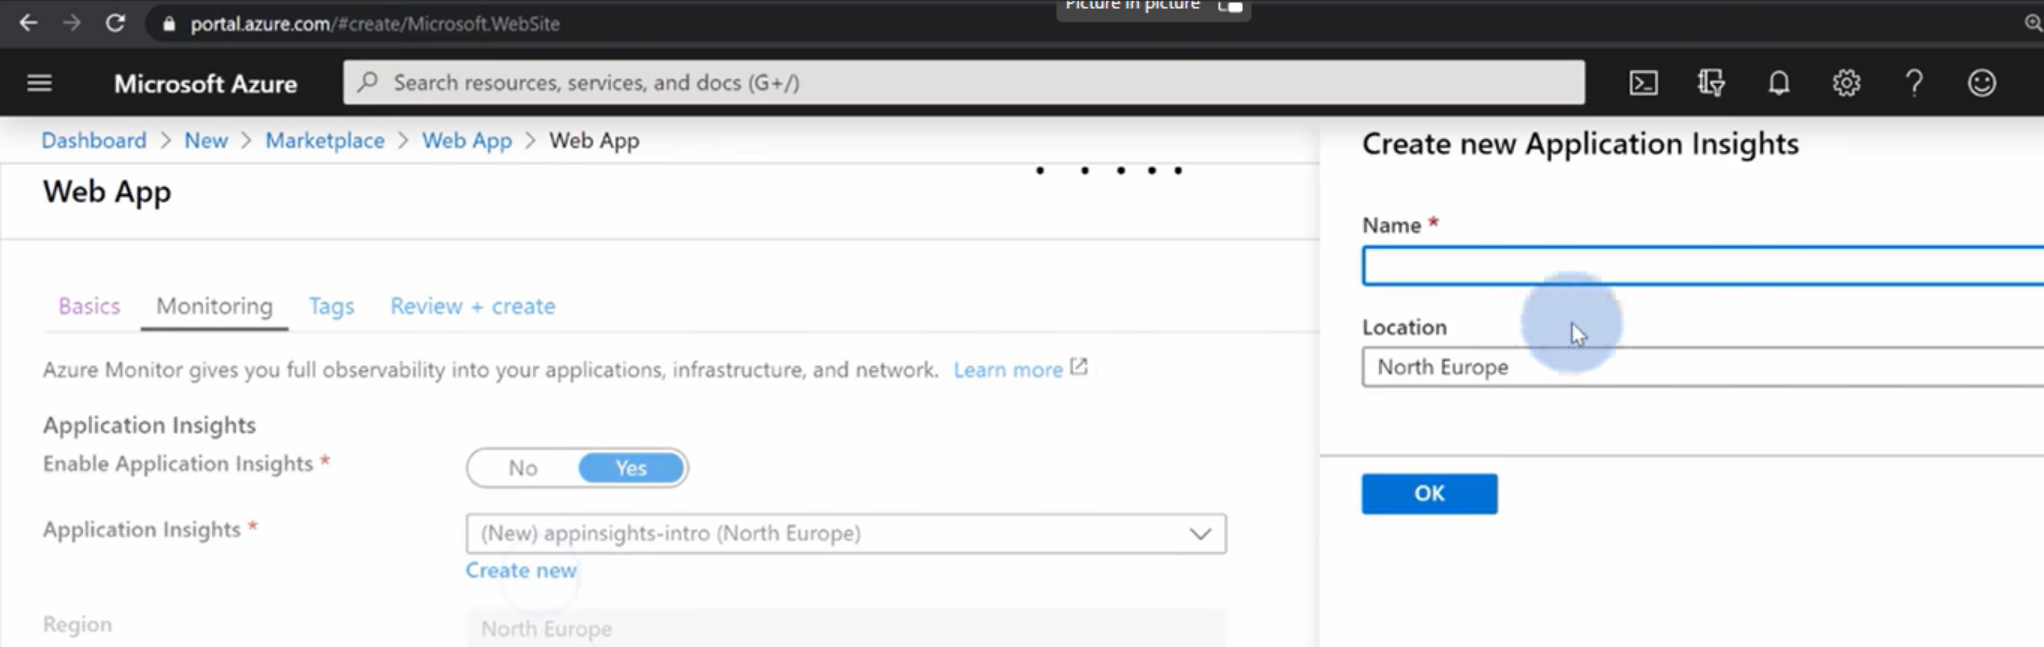 Picture in picture
portal.azure.com/#create/Microsoft.WebSite
Microsoft Azure
Search resources, services, and docs (G+/)
Dashboard > New > Marketplace > Web App > Web App
Web App
Basics Monitoring Tags Review + create
Azure Monitor gives you full observability into your applications, infrastructure, and network. Learn more
Application Insights
Enable Application Insights * No Yes
Application Insights * (New) appinsights-intro (North Europe)
Create new
Region North Europe
Create new Application Insights
Name *
Location
North Europe
OK